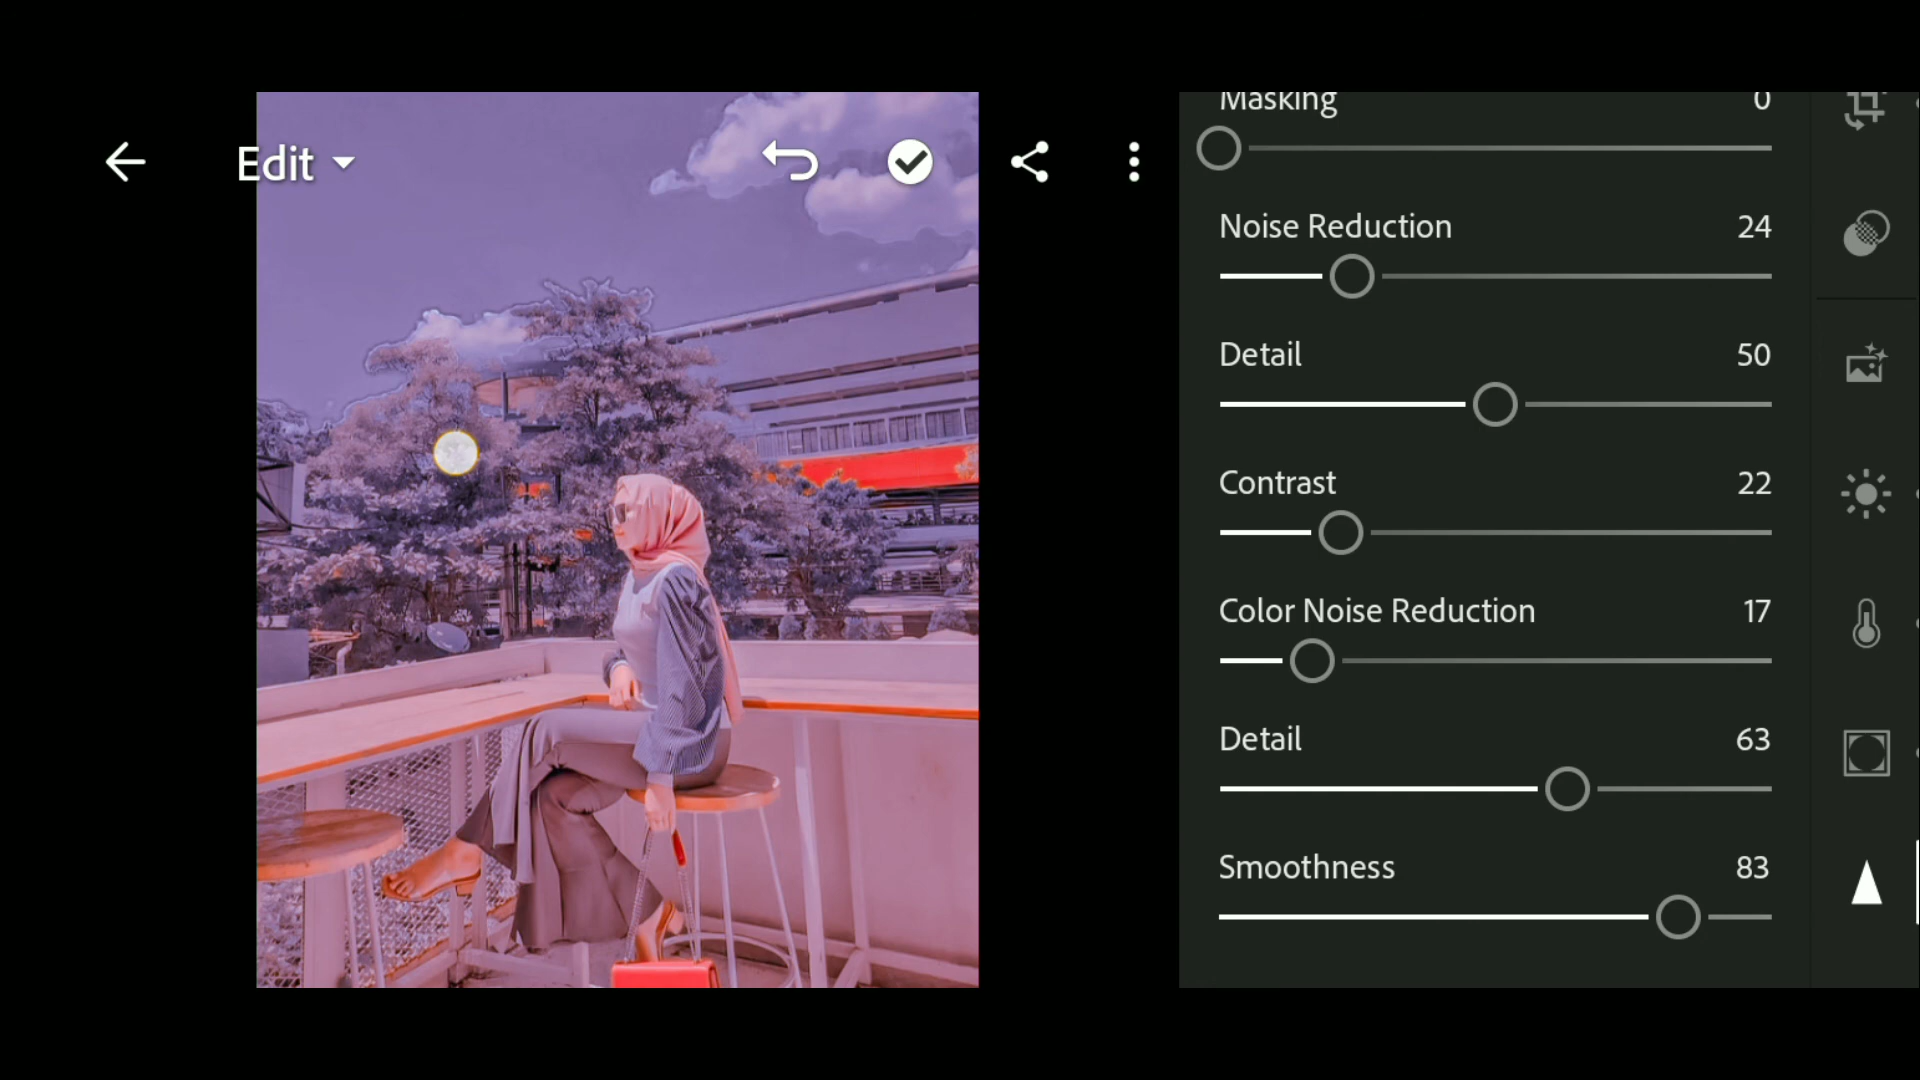 Edit
Masking 0
Noise Reduction 24
Detail 50
Contrast 22
Color Noise Reduction 17
Detail 63
Smoothness 83